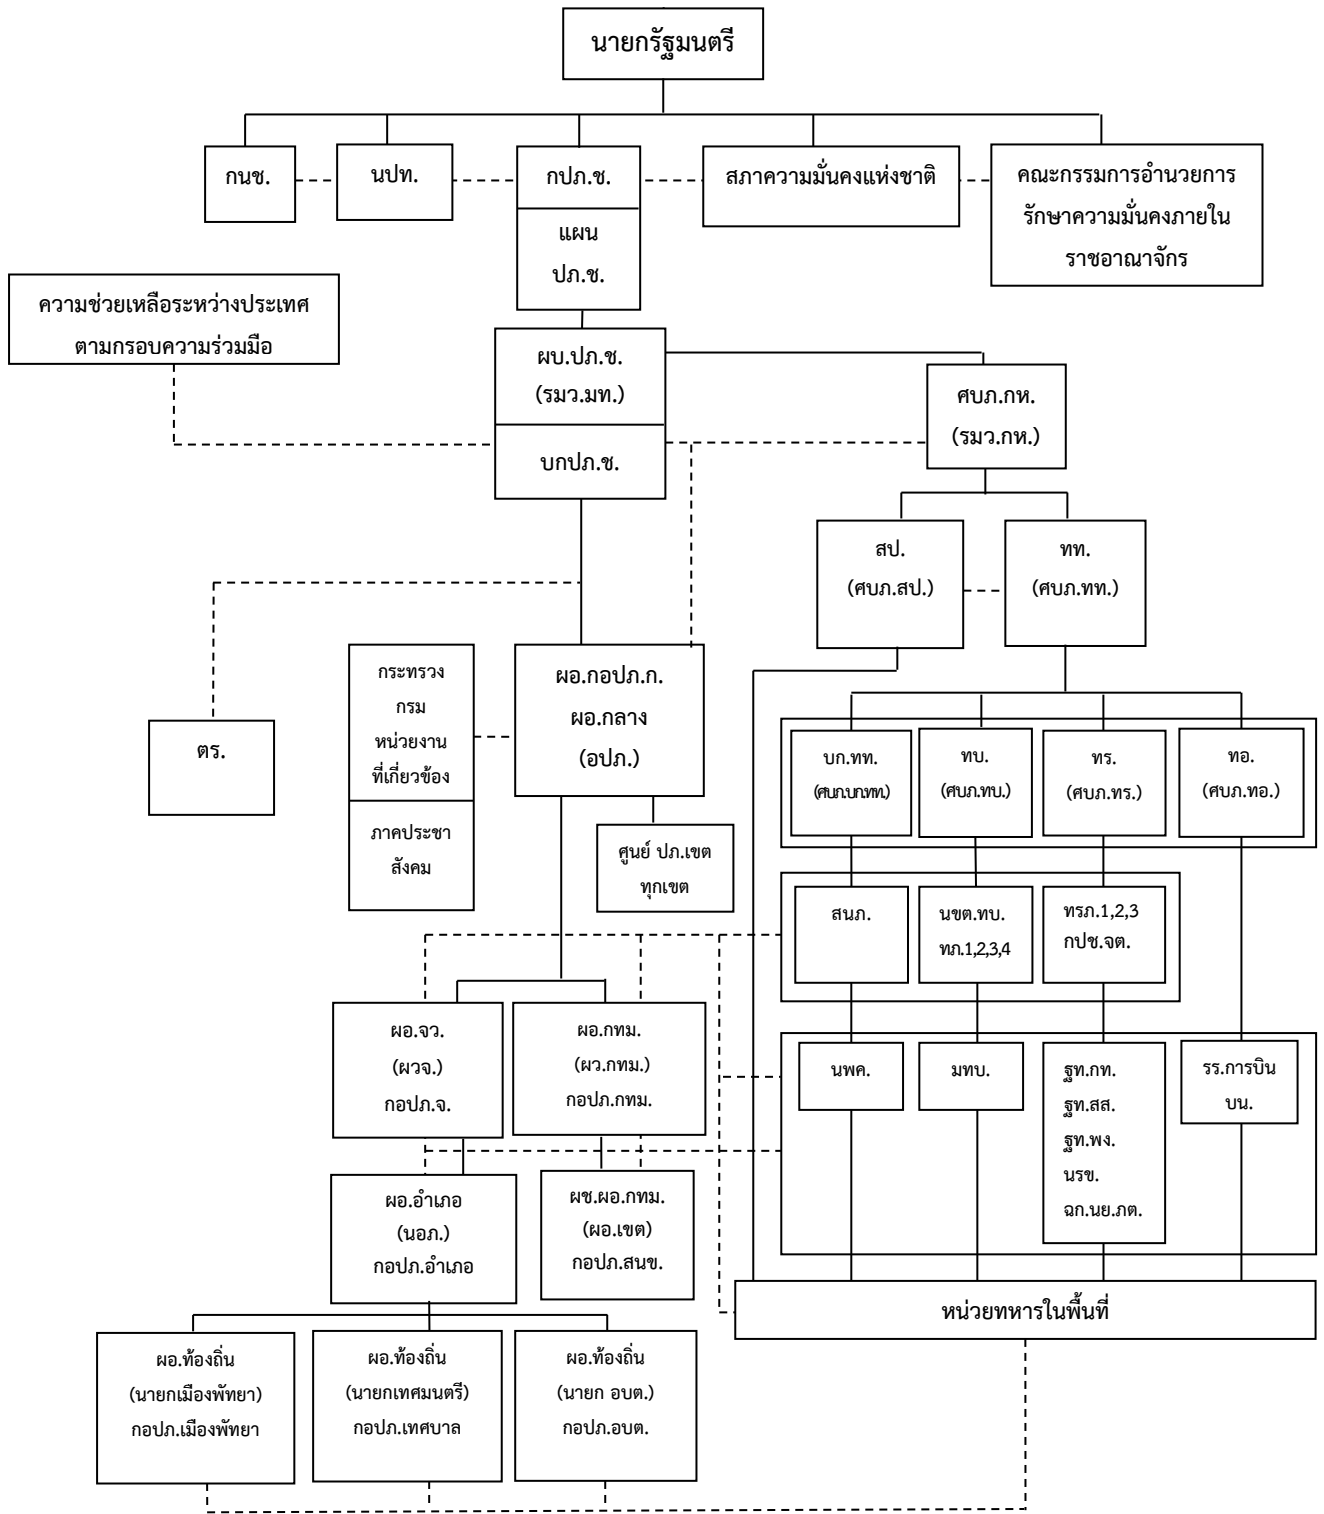 นายกรัฐมนตรี
กนช.
นปท.
กปภ.ช.
แผน
ปภ.ช.
สภาความมั่นคงแห่งชาติ
คณะกรรมการอำนวยการ
รักษาความมั่นคงภายใน
ราชอาณาจักร
ความช่วยเหลือระหว่างประเทศ
ตามกรอบความร่วมมือ
ผบ.ปภ.ช.
(รมว.มท.)
บกปภ.ช.
ศบภ.กห.
(รมว.กห.)
สป.
(ศบภ.สป.)
ทท.
(ศบภ.ทท.)
ตร.
กระทรวง
กรม
หน่วยงาน
ที่เกี่ยวข้อง
ภาคประชา
สังคม
ผอ.กอปภ.ก.
ผอ.กลาง
(อปภ.)
ศูนย์ ปภ.เขต
ทุกเขต
บก.ทท.
(ศบภ.บก.ทท.)
ทบ.
(ศบภ.ทบ.)
ทร.
(ศบภ.ทร.)
ทอ.
(ศบภ.ทอ.)
สนภ.
นขต.ทบ.
ทภ.1,2,3,4
ทรภ.1,2,3
กปช.จต.
ผอ.จว.
(ผวจ.)
กอปภ.จ.
ผอ.กทม.
(ผว.กทม.)
กอปภ.กทม.
นพค.
มทบ.
ฐท.กท.
ฐท.สส.
ฐท.พง.
นรข.
ฉก.นย.ภต.
รร.การบิน
บน.
ผอ.อำเภอ
(นอภ.)
กอปภ.อำเภอ
ผช.ผอ.กทม.
(ผอ.เขต)
กอปภ.สนข.
หน่วยทหารในพื้นที่
ผอ.ท้องถิ่น
(นายกเมืองพัทยา)
กอปภ.เมืองพัทยา
ผอ.ท้องถิ่น
(นายกเทศมนตรี)
กอปภ.เทศบาล
ผอ.ท้องถิ่น
(นายก อบต.)
กอปภ.อบต.